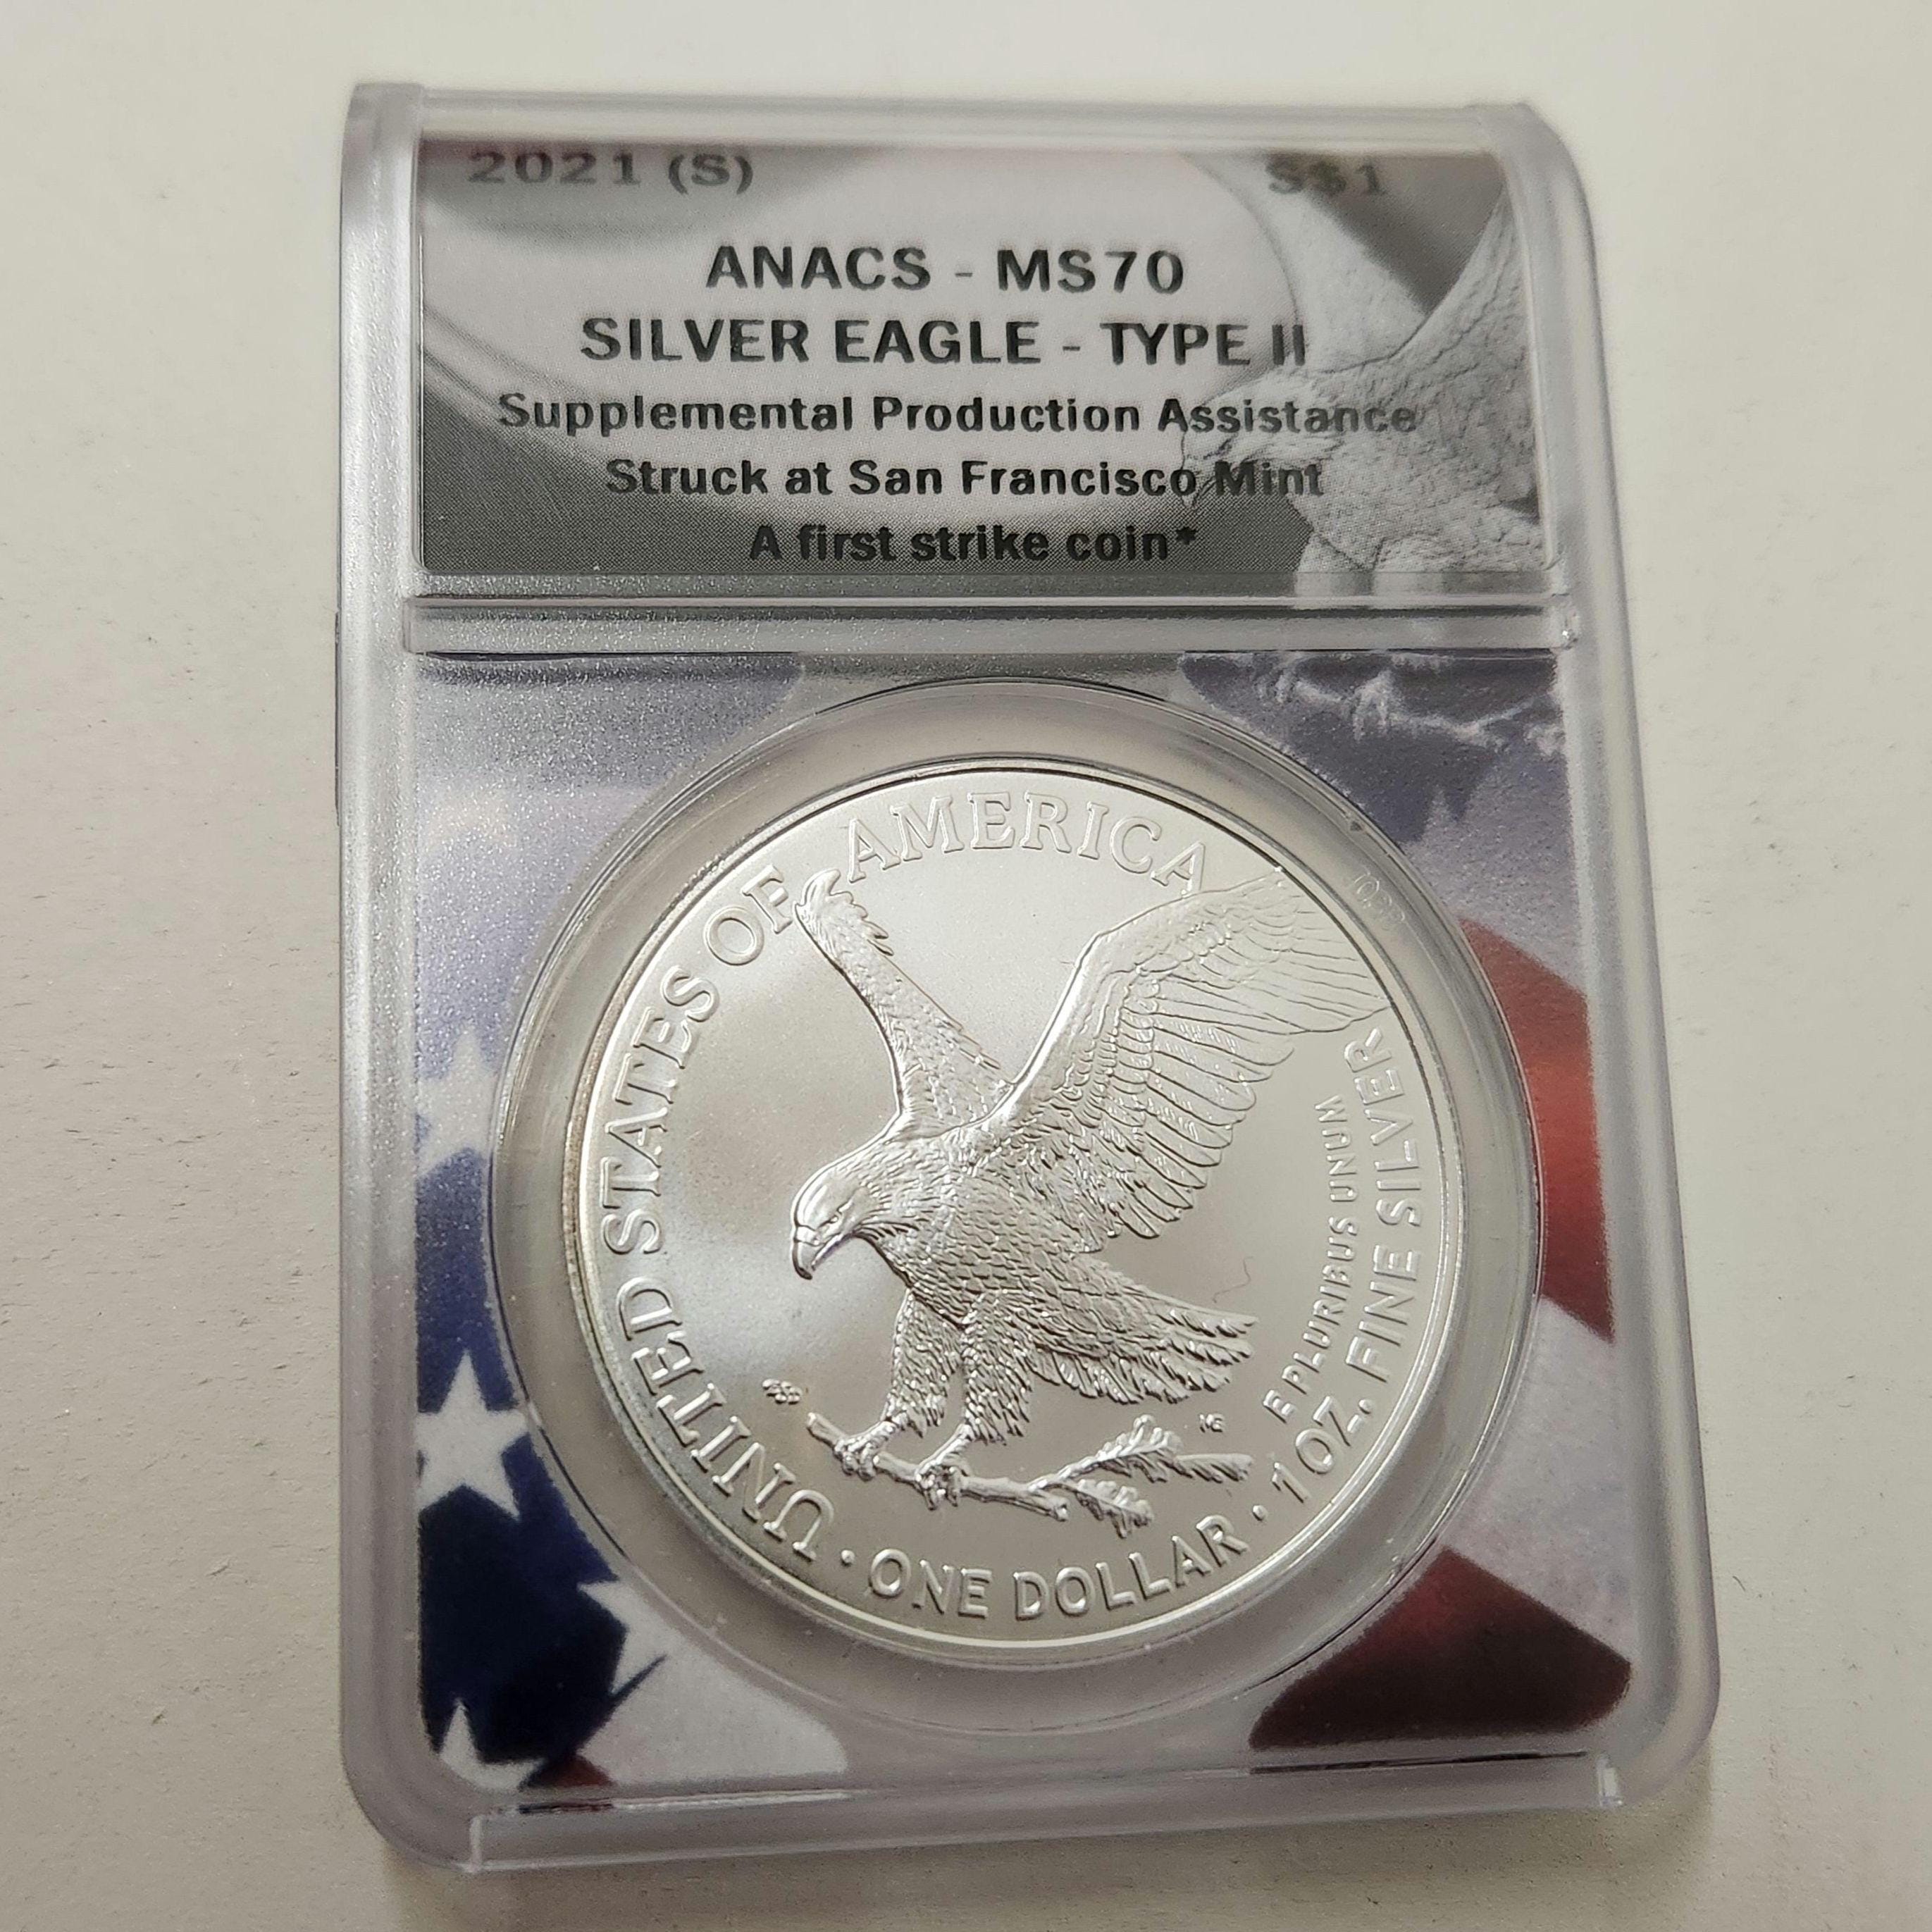 2021 (S) S$1
ANACS - MS70
SILVER EAGLE - TYPE II
Supplemental Production Assistance
Struck at San Francisco Mint
A first strike coin*
UNITED STATES OF AMERICA
E PLURIBUS UNUM
1 OZ. FINE SILVER
· ONE DOLLAR ·